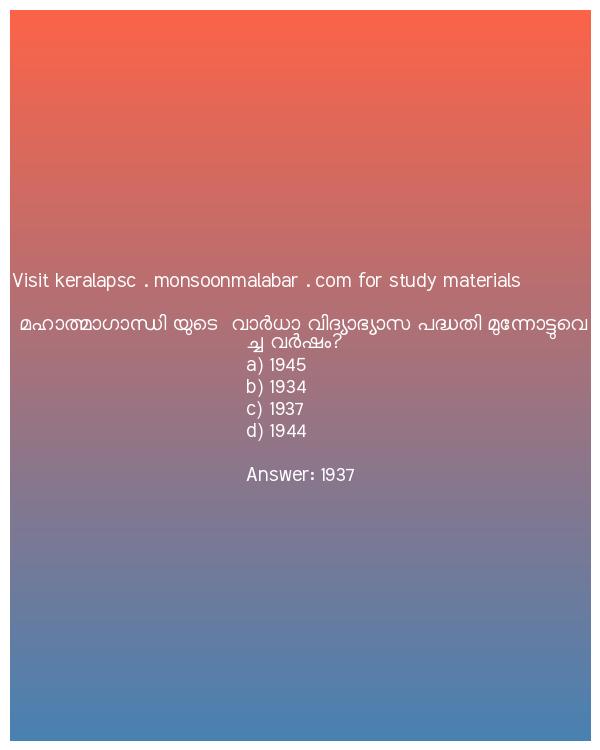 Visit keralapsc . monsoonmalabar . com for study materials
മഹാത്മാഗാന്ധി യുടെ വാർധാ വിദ്യാഭ്യാസ പദ്ധതി മുന്നോട്ടുവെ
ച്ച വർഷം?
a) 1945
b) 1934
c) 1937
d) 1944
Answer: 1937